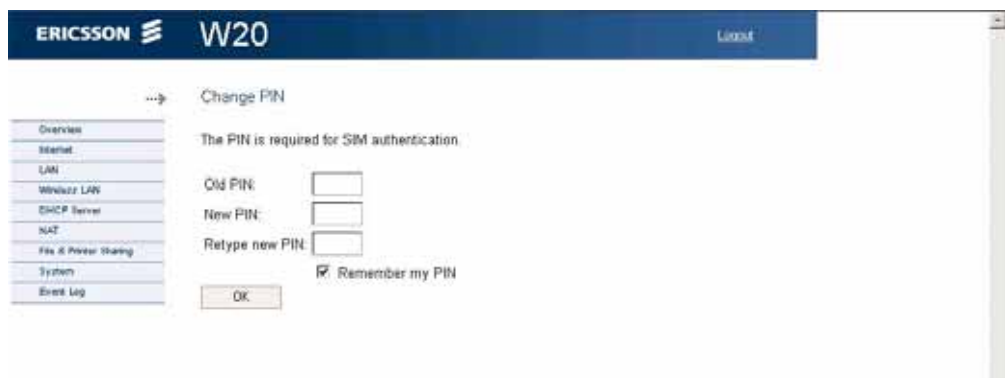 ERICSSON W20 Logout
Change PIN
Overview
Internet
LAN
Wireless LAN
DHCP Server
NAT
File & Printer Sharing
System
Event Log
The PIN is required for SIM authentication.
Old PIN:
New PIN:
Retype new PIN:
Remember my PIN
OK